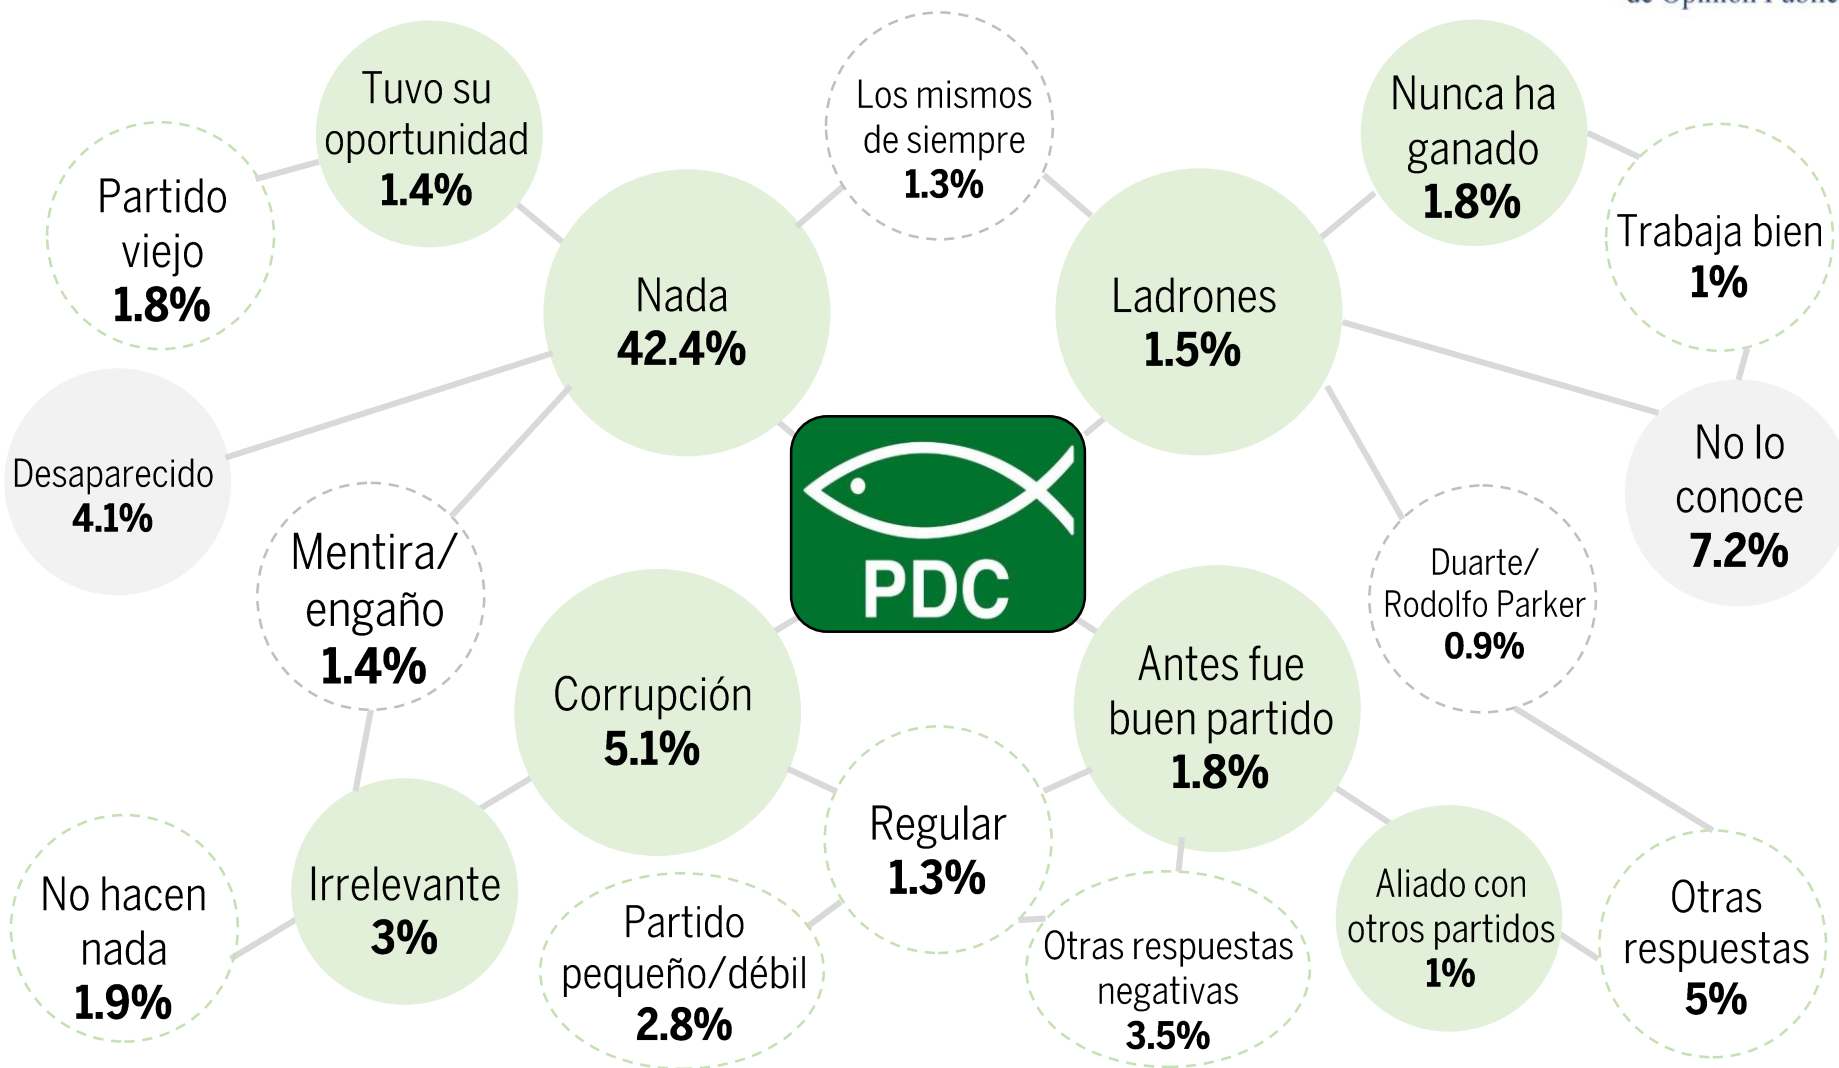 de Opinión Públic
Tuvo su
oportunidad
1.4%
Los mismos
de siempre
1.3%
Nunca ha
ganado
1.8%
Partido
viejo
1.8%
Trabaja bien
1%
Nada
42.4%
Ladrones
1.5%
Desaparecido
4.1%
No lo
conoce
7.2%
Mentira/
engaño
1.4%
PDC
Duarte/
Rodolfo Parker
0.9%
Corrupción
5.1%
Antes fue
buen partido
1.8%
Regular
1.3%
No hacen
nada
1.9%
Irrelevante
3%
Partido
pequeño/débil
2.8%
Otras respuestas
negativas
3.5%
Aliado con
otros partidos
1%
Otras
respuestas
5%